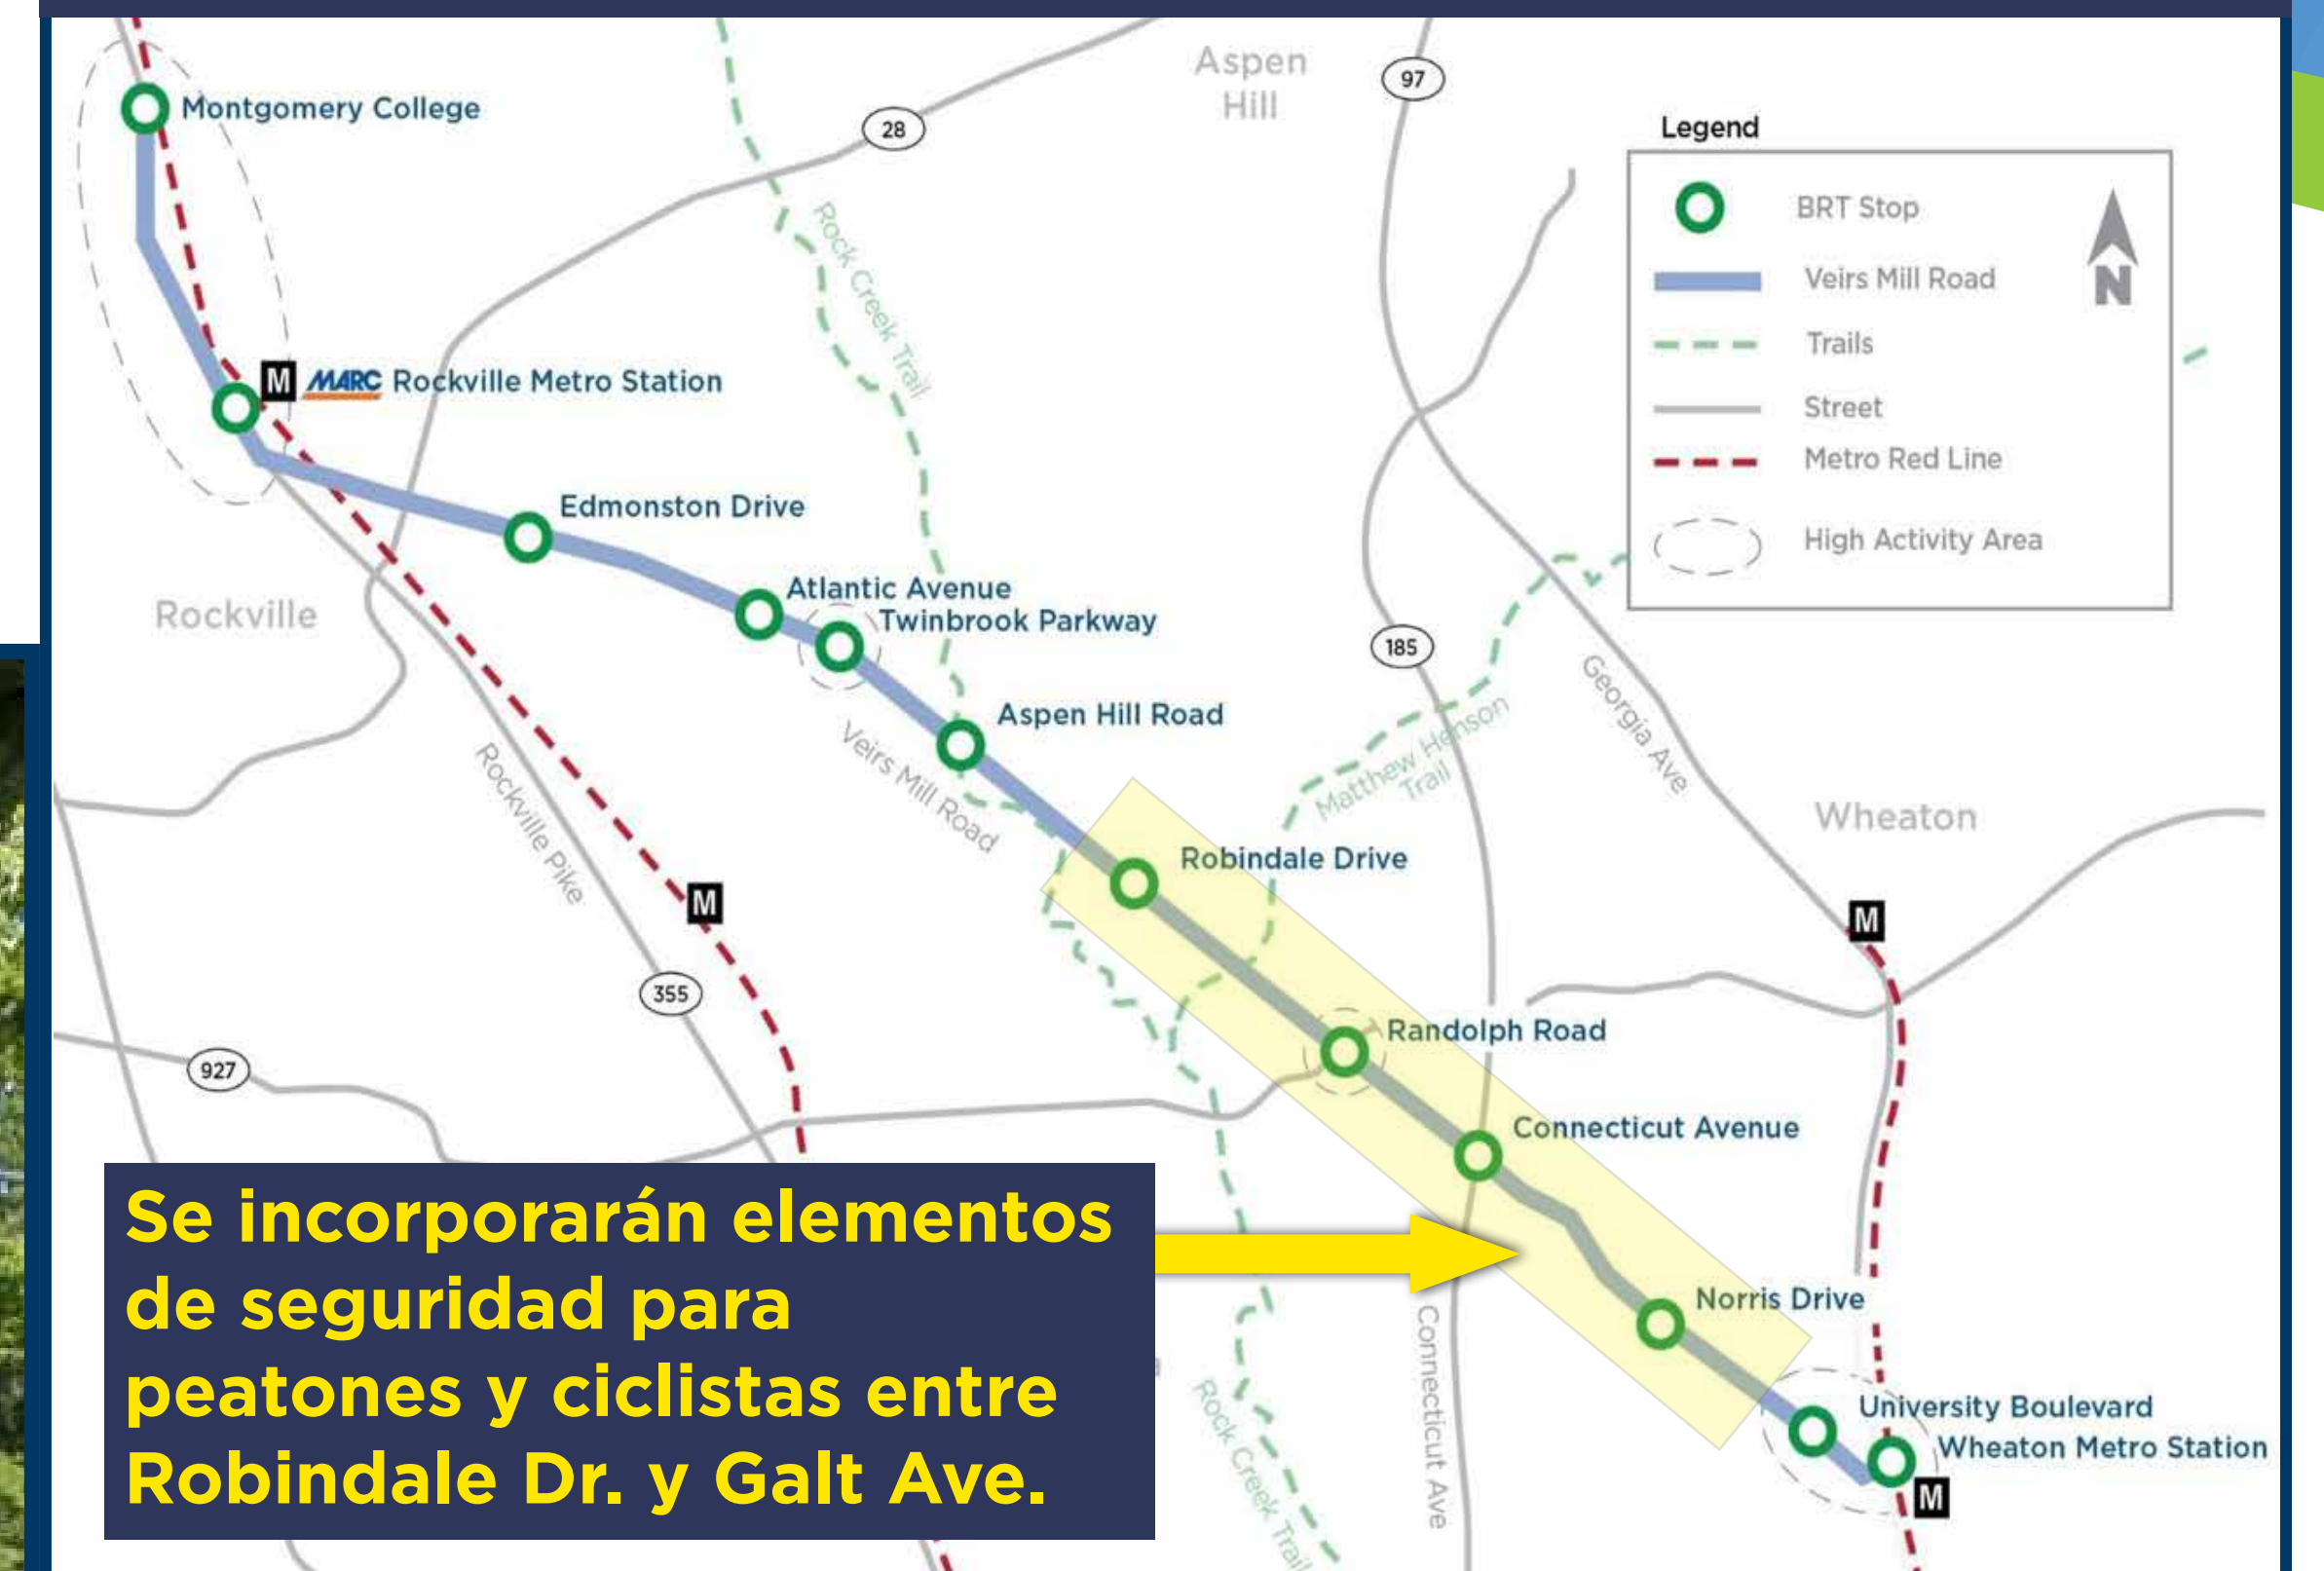 Aspen
Hill
97
28
Montgomery College
Legend
BRT Stop
Veirs Mill Road
Trails
Street
Metro Red Line
High Activity Area
N
Rock Creek Trail
M MARC Rockville Metro Station
Edmonston Drive
Atlantic Avenue
Twinbrook Parkway
Rockville
185
Georgia Ave
Aspen Hill Road
Veirs Mill Road
Matthew Henson
Trail
Rockville Pike
Wheaton
Robindale Drive
M
M
355
Randolph Road
927
Connecticut Avenue
Se incorporarán elementos
de seguridad para
peatones y ciclistas entre
Robindale Dr. y Galt Ave.
Norris Drive
Connecticut Ave
Rock Creek Trail
University Boulevard
Wheaton Metro Station
M